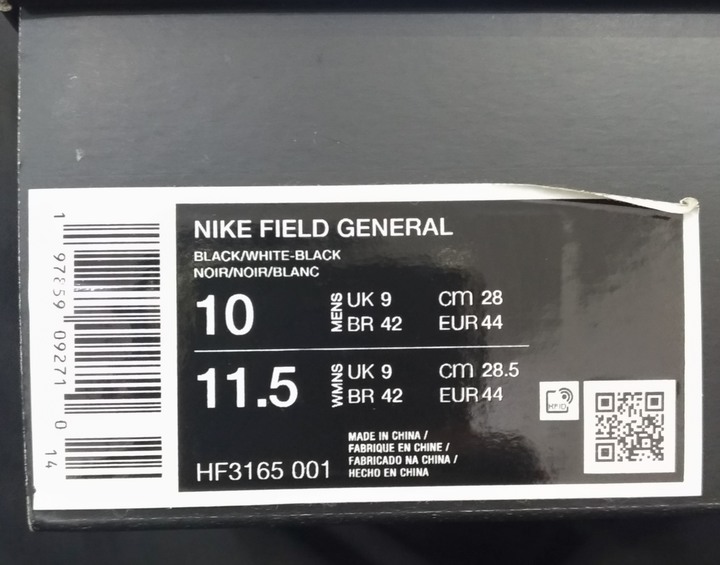 NIKE FIELD GENERAL
BLACK/WHITE-BLACK
NOIR/NOIR/BLANC
10 MENS UK 9 cm 28
BR 42 EUR 44
11.5 WMNS UK 9 cm 28.5
BR 42 EUR 44
MADE IN CHINA /
FABRIQUE EN CHINE /
FABRICADO NA CHINA /
HECHO EN CHINA
HF3165 001
1 97859 09271 0 14